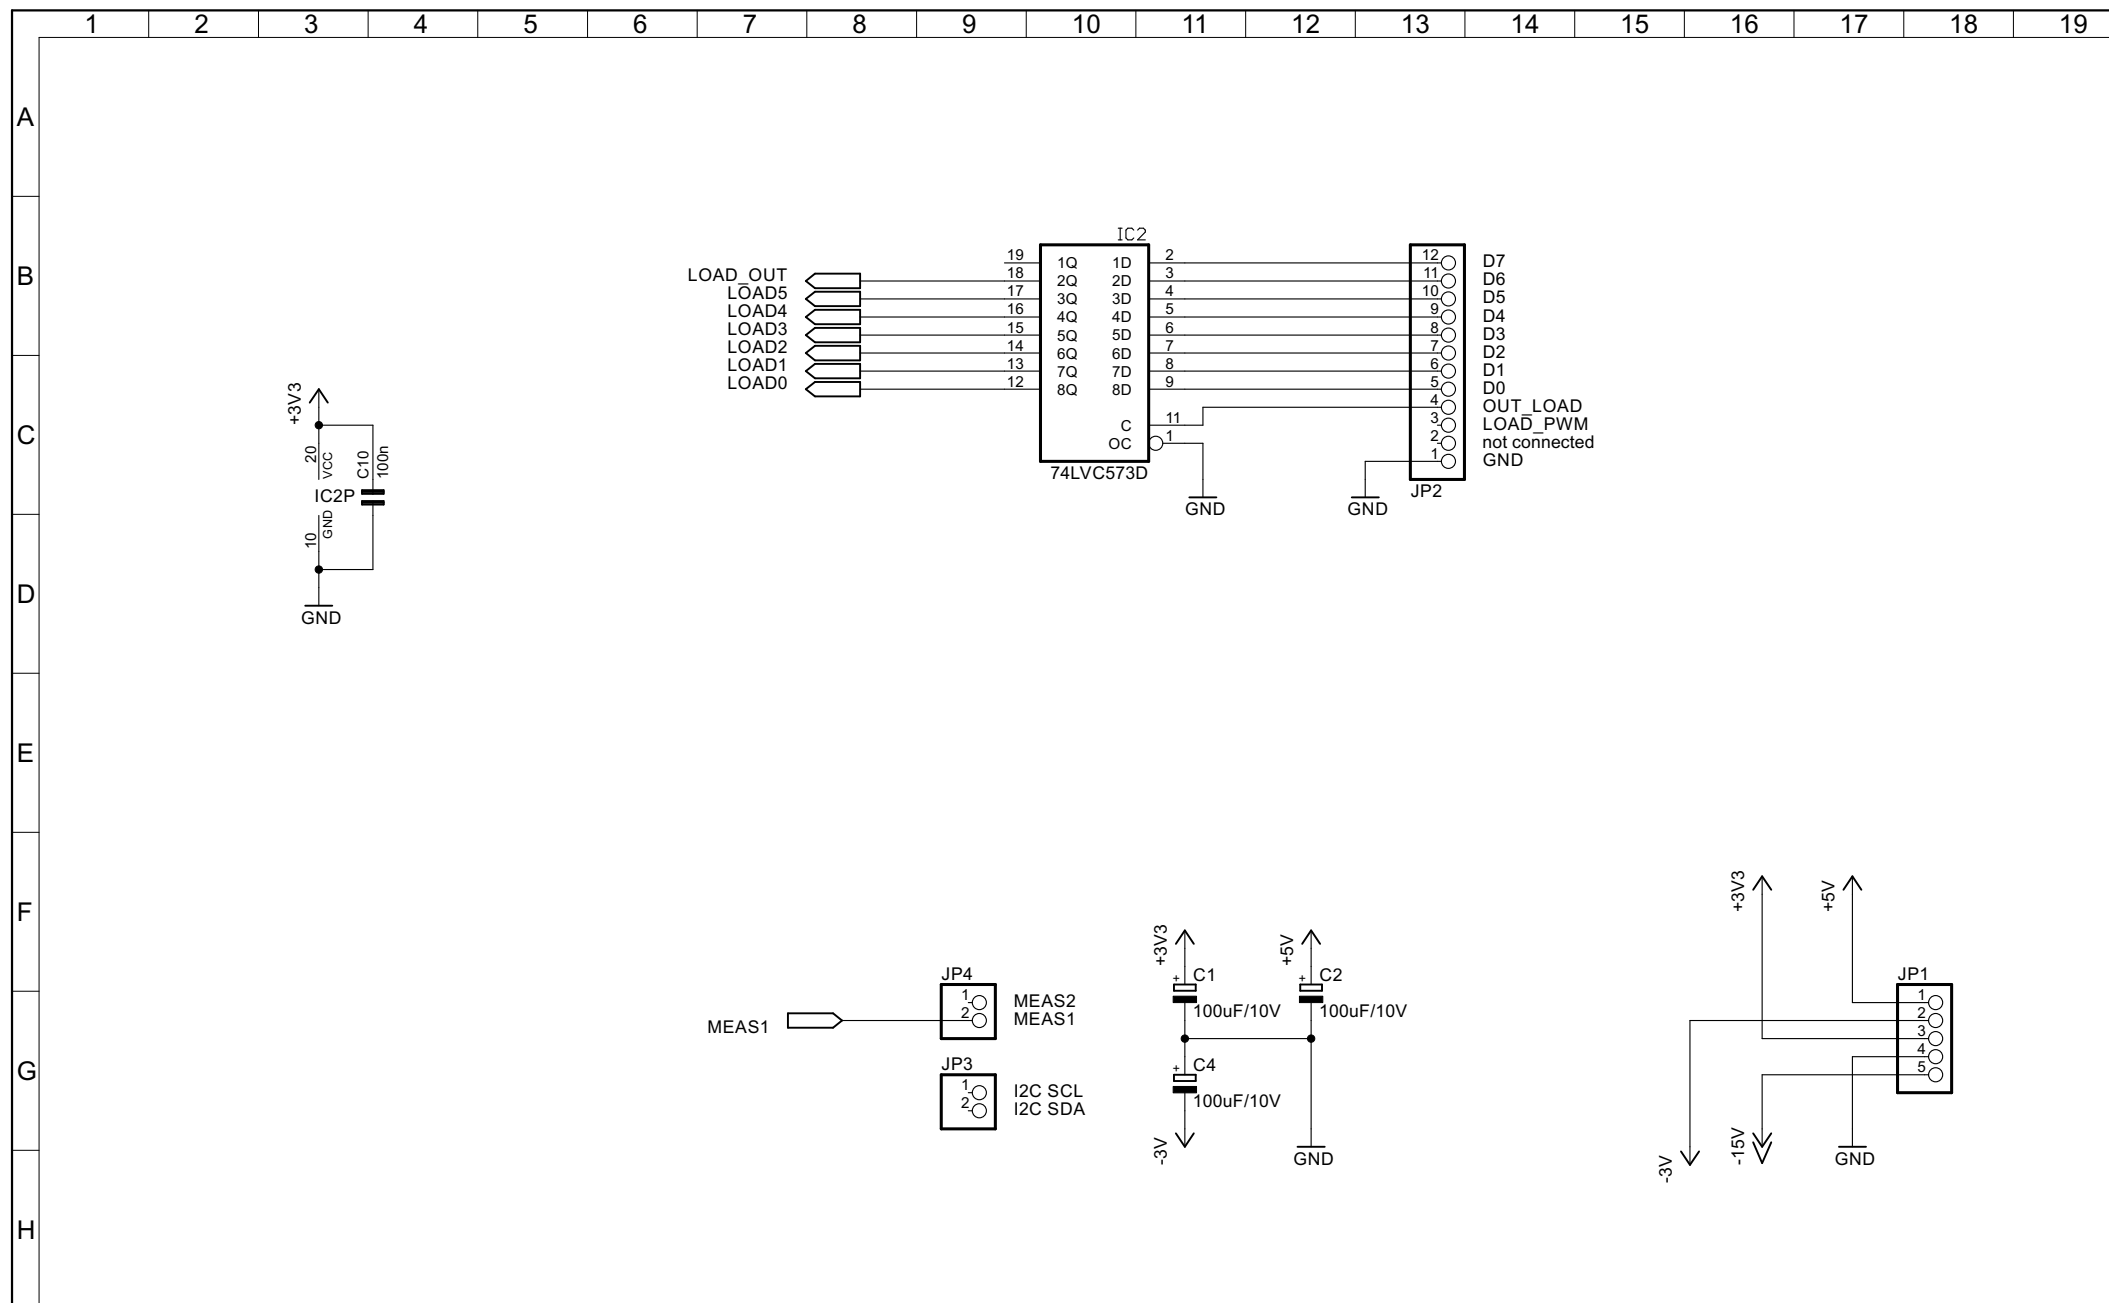 1 2 3 4 5 6 7 8 9 10 11 12 13 14 15 16 17 18 19
A
B
C
D
E
F
G
H
IC2
LOAD_OUT 18 2Q 2D 3
LOAD5 17 3Q 3D 4
LOAD4 16 4Q 4D 5
LOAD3 15 5Q 5D 6
LOAD2 14 6Q 6D 7
LOAD1 13 7Q 7D 8
LOAD0 12 8Q 8D 9
19 1Q 1D 2
C 11
OC 1
74LVC573D
GND
12 D7
11 D6
10 D5
9 D4
8 D3
7 D2
6 D1
5 D0
4 OUT_LOAD
3 LOAD_PWM
2 not connected
1 GND
JP2
GND
+3V3
20 VCC
C10
100n
IC2P
10 GND
GND
JP4
1 MEAS2
2 MEAS1
MEAS1
JP3
1 I2C SCL
2 I2C SDA
+3V3
+ C1
100uF/10V
+5V
+ C2
100uF/10V
+ C4
100uF/10V
-3V
GND
+3V3
+5V
JP1
1
2
3
4
5
-3V
-15V
GND